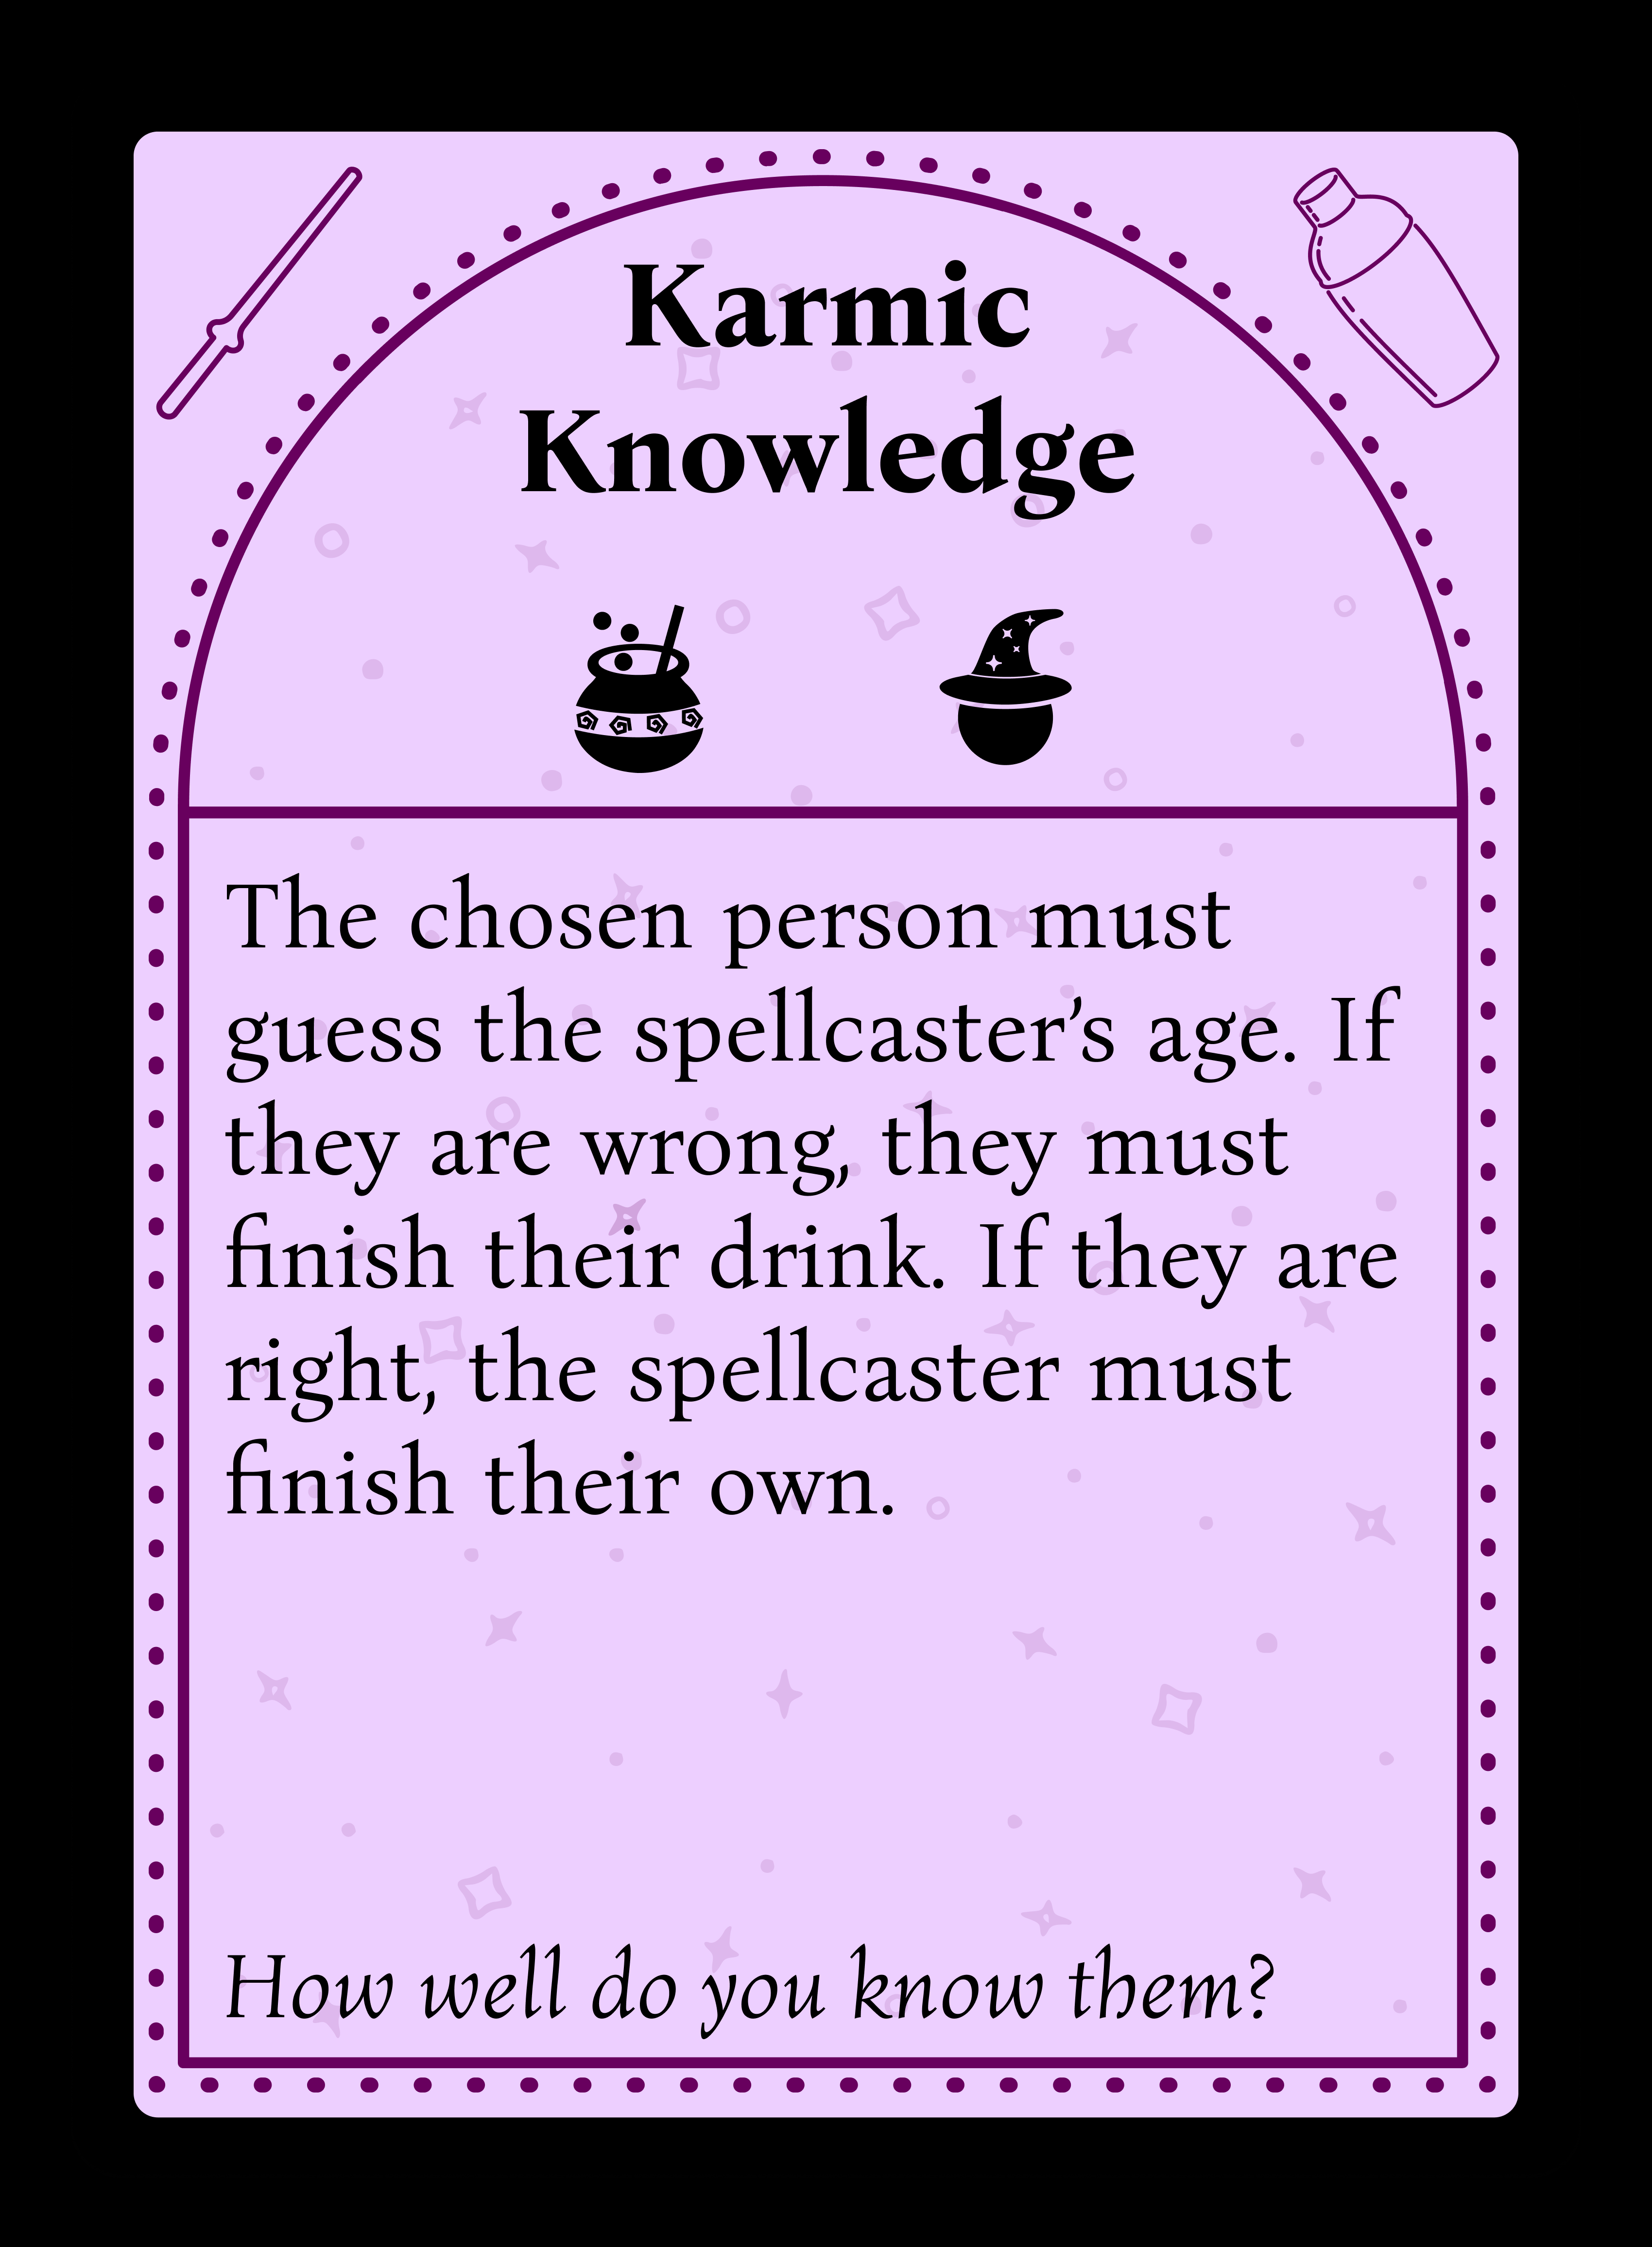 Karmic
Knowledge
The chosen person must
guess the spellcaster’s age. If
they are wrong, they must
finish their drink. If they are
right, the spellcaster must
finish their own.
How well do you know them?